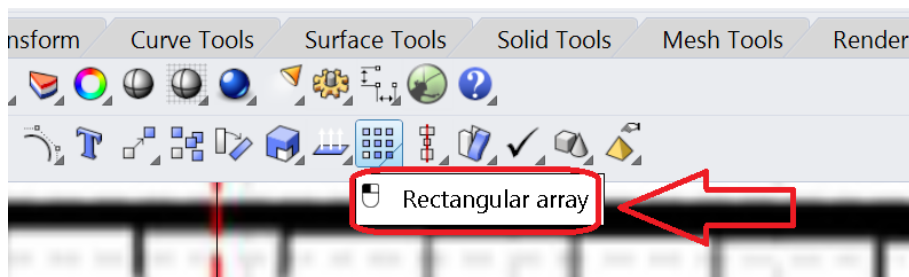 nsform Curve Tools Surface Tools Solid Tools Mesh Tools Render
Rectangular array